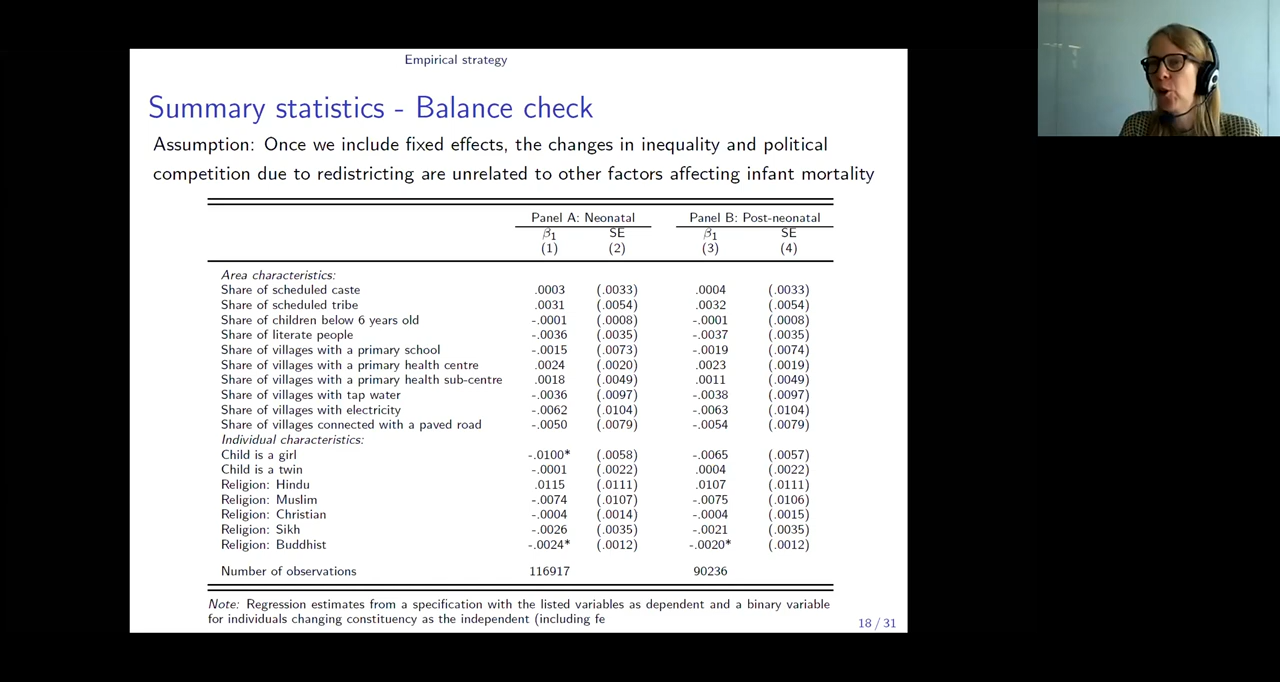 Empirical strategy
Summary statistics - Balance check
Assumption: Once we include fixed effects, the changes in inequality and political
competition due to redistricting are unrelated to other factors affecting infant mortality
Panel A: Neonatal Panel B: Post-neonatal
β₁ SE β₁ SE
(1) (2) (3) (4)
Area characteristics:
Share of scheduled caste .0003 (.0033) .0004 (.0033)
Share of scheduled tribe .0031 (.0054) .0032 (.0054)
Share of children below 6 years old -.0001 (.0008) -.0001 (.0008)
Share of literate people -.0036 (.0035) -.0037 (.0035)
Share of villages with a primary school -.0015 (.0073) -.0019 (.0074)
Share of villages with a primary health centre .0024 (.0020) .0023 (.0019)
Share of villages with a primary health sub-centre .0018 (.0049) .0011 (.0049)
Share of villages with tap water -.0036 (.0097) -.0038 (.0097)
Share of villages with electricity -.0062 (.0104) -.0063 (.0104)
Share of villages connected with a paved road -.0050 (.0079) -.0054 (.0079)
Individual characteristics:
Child is a girl -.0100* (.0058) -.0065 (.0057)
Child is a twin -.0001 (.0022) .0004 (.0022)
Religion: Hindu .0115 (.0111) .0107 (.0111)
Religion: Muslim -.0074 (.0107) -.0075 (.0106)
Religion: Christian -.0004 (.0014) -.0004 (.0015)
Religion: Sikh -.0026 (.0035) -.0021 (.0035)
Religion: Buddhist -.0024* (.0012) -.0020* (.0012)
Number of observations 116917 90236
Note: Regression estimates from a specification with the listed variables as dependent and a binary variable
for individuals changing constituency as the independent (including fe
18 / 31